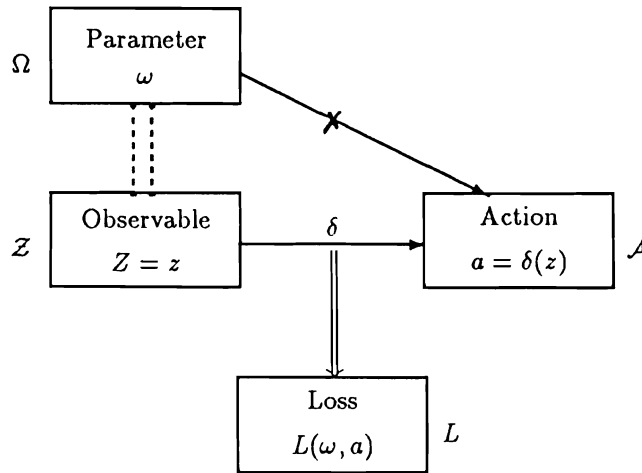 Parameter
Ω
ω
Observable
δ
Action
𝒵
Z = z
a = δ(z)
𝒜
Loss
L(ω, a)
L